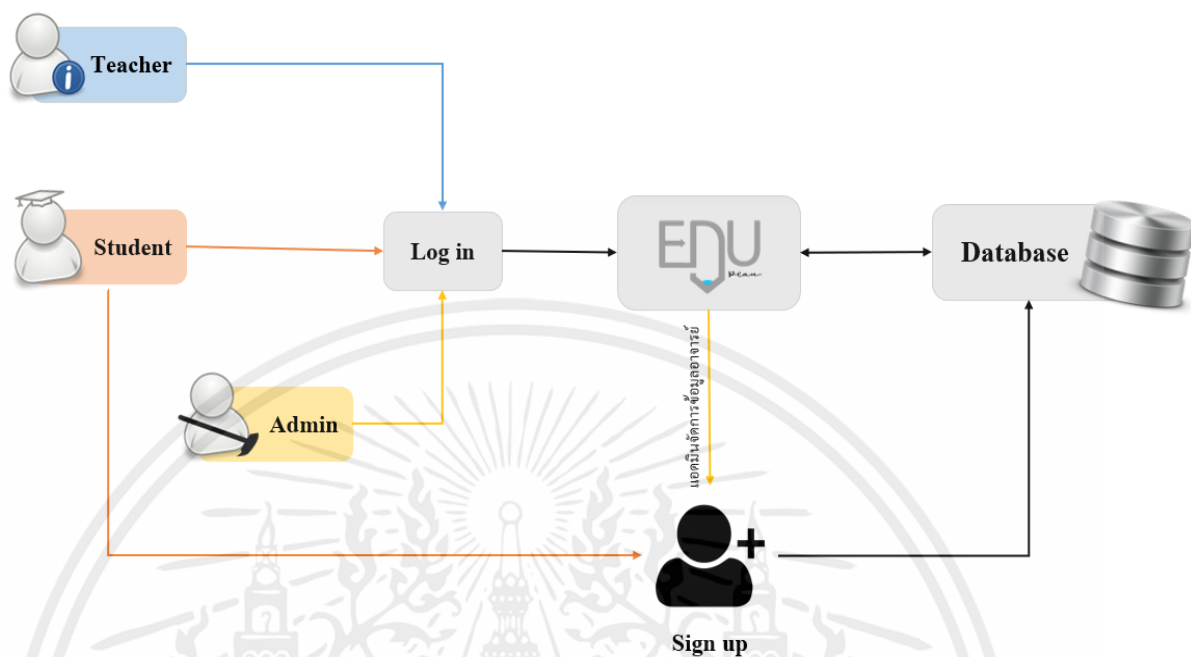 Teacher
Student
Log in
EDU
Database
แอดมินจัดการข้อมูลอาจารย์
Admin
Sign up